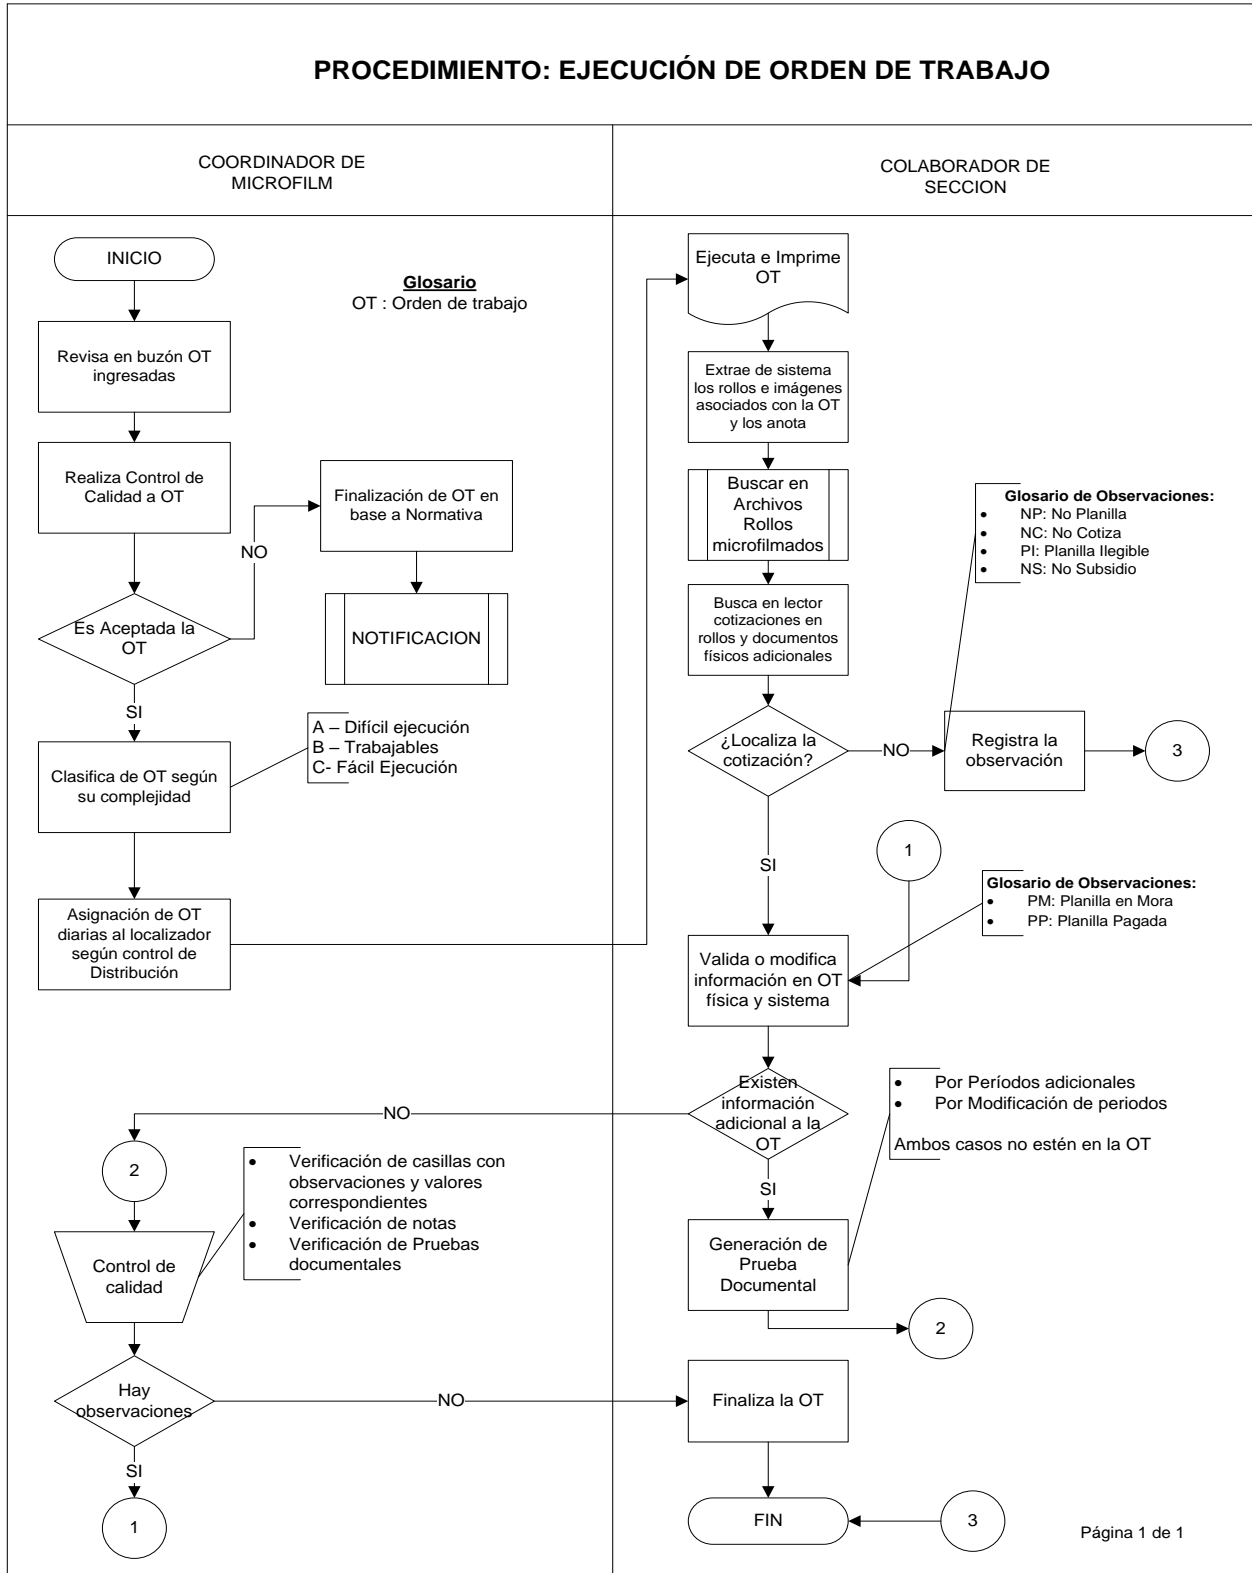 PROCEDIMIENTO: EJECUCIÓN DE ORDEN DE TRABAJO
COORDINADOR DE
MICROFILM
COLABORADOR DE
SECCION
INICIO
Glosario
OT : Orden de trabajo
Revisa en buzón OT
ingresadas
Realiza Control de
Calidad a OT
Finalización de OT en
base a Normativa
NO
NOTIFICACION
Es Aceptada la
OT
SI
A – Difícil ejecución
B – Trabajables
C- Fácil Ejecución
Clasifica de OT según
su complejidad
Asignación de OT
diarias al localizador
según control de
Distribución
Ejecuta e Imprime
OT
Extrae de sistema
los rollos e imágenes
asociados con la OT
y los anota
Buscar en
Archivos
Rollos
microfilmados
Glosario de Observaciones:
• NP: No Planilla
• NC: No Cotiza
• PI: Planilla Ilegible
• NS: No Subsidio
Busca en lector
cotizaciones en
rollos y documentos
físicos adicionales
¿Localiza la
cotización?
NO
Registra la
observación
3
SI
1
Glosario de Observaciones:
• PM: Planilla en Mora
• PP: Planilla Pagada
Valida o modifica
información en OT
física y sistema
Existen
información
adicional a la
OT
• Por Períodos adicionales
• Por Modificación de periodos
Ambos casos no estén en la OT
NO
SI
Generación de
Prueba
Documental
2
2
• Verificación de casillas con
observaciones y valores
correspondientes
• Verificación de notas
• Verificación de Pruebas
documentales
Control de
calidad
Hay
observaciones
NO
Finaliza la OT
SI
1
FIN
3
Página 1 de 1